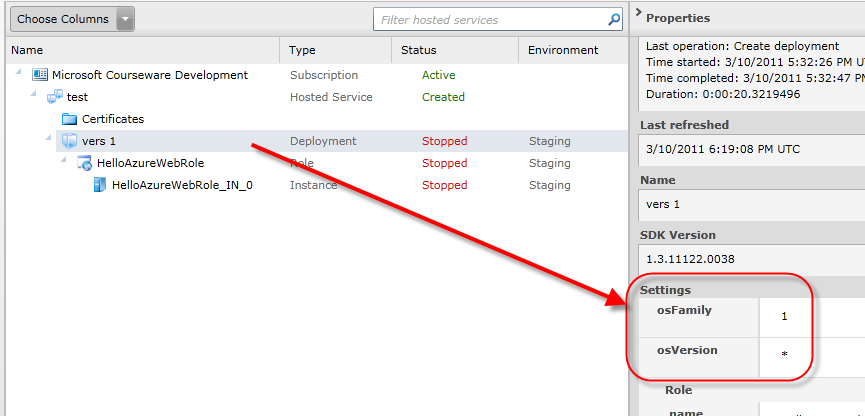 Choose Columns
Filter hosted services
Name Type Status Environment
Microsoft Courseware Development Subscription Active
test Hosted Service Created
Certificates
vers 1 Deployment Stopped Staging
HelloAzureWebRole Role Stopped Staging
HelloAzureWebRole_IN_0 Instance Stopped Staging
Properties
Last operation: Create deployment
Time started: 3/10/2011 5:32:26 PM U
Time completed: 3/10/2011 5:32:47 PM
Duration: 0:00:20.3219496
Last refreshed
3/10/2011 6:19:08 PM UTC
Name
vers 1
SDK Version
1.3.11122.0038
Settings
osFamily 1
osVersion *
Role
name